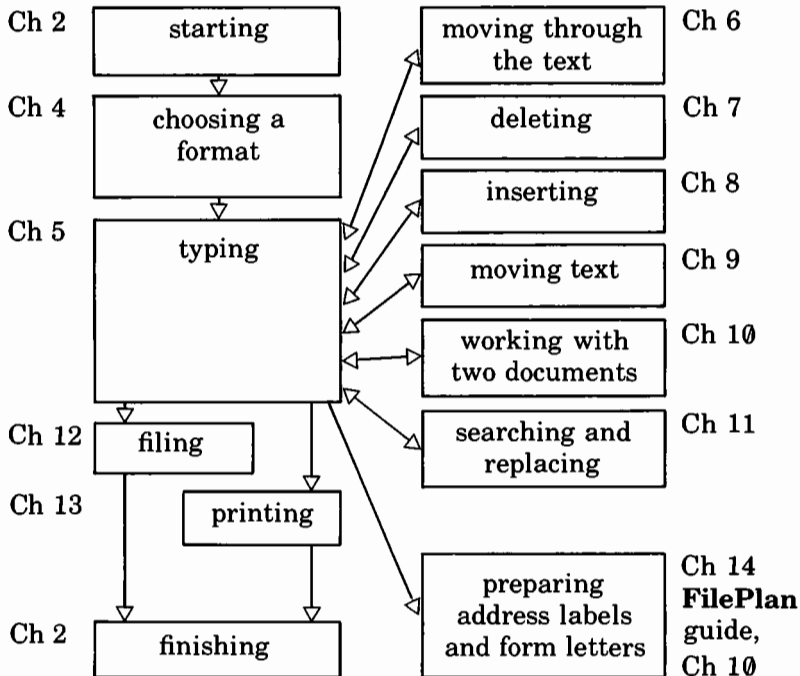 Ch 2
starting
Ch 4
choosing a
format
Ch 5
typing
moving through
the text
Ch 6
deleting
Ch 7
inserting
Ch 8
moving text
Ch 9
working with
two documents
Ch 10
searching and
replacing
Ch 11
Ch 12
filing
Ch 13
printing
preparing
address labels
and form letters
Ch 14
FilePlan
guide,
Ch 10
Ch 2
finishing